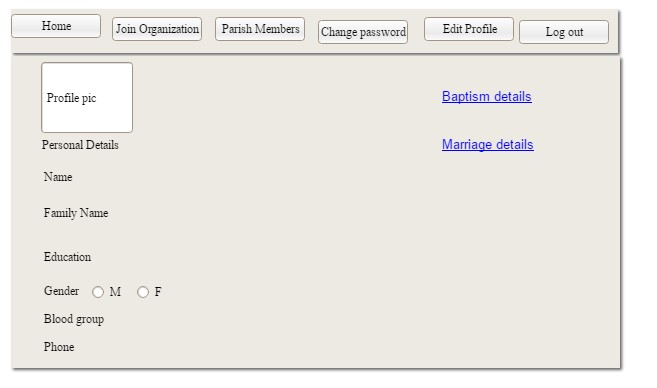 Home Join Organization Parish Members Change password Edit Profile Log out
Profile pic
Baptism details
Personal Details
Marriage details
Name
Family Name
Education
Gender M F
Blood group
Phone